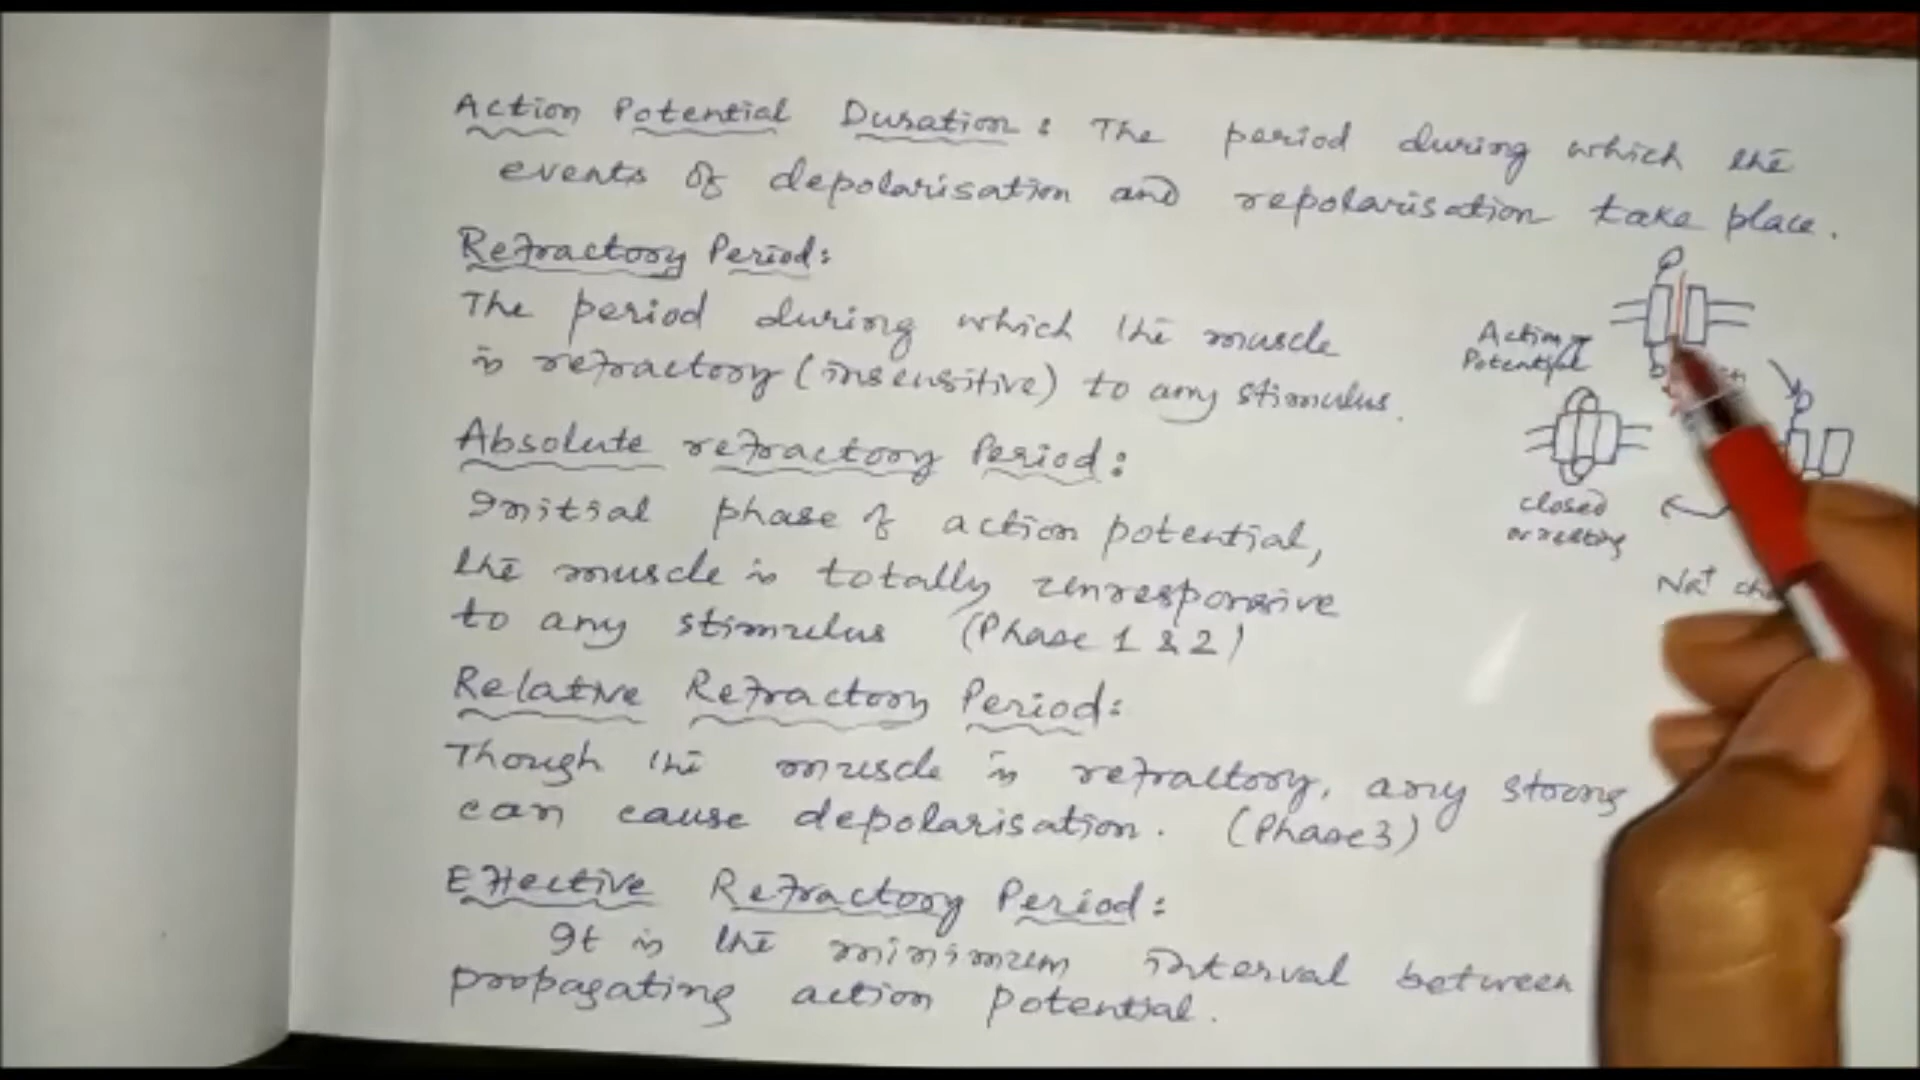 Action Potential Duration: The period during which the
events of depolarisation and repolarisation take place.
Refractory Period:
The period during which the muscle
is refractory (insensitive) to any stimulus.
Absolute refractory Period:
Initial phase of action potential,
the muscle is totally unresponsive
to any stimulus (Phase 1 & 2)
Relative Refractory Period:
Though the muscle is refractory, any strong
can cause depolarisation. (Phase 3)
Effective Refractory Period:
It is the minimum interval between
propagating action potential.
Action
Potential
closed
or resting
Na+